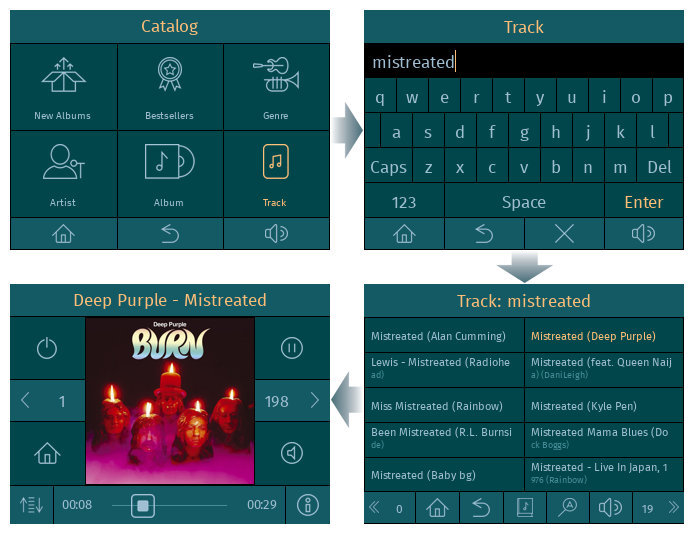 Catalog
New Albums
Bestsellers
Genre
Artist
Album
Track
Track
mistreated
q w e r t y u i o p
a s d f g h j k l
Caps z x c v b n m Del
123 Space Enter
Track: mistreated
Mistreated (Alan Cumming)
Mistreated (Deep Purple)
Lewis - Mistreated (Radiohe
ad)
Mistreated (feat. Queen Naij
a) (DaniLeigh)
Miss Mistreated (Rainbow)
Mistreated (Kyle Pen)
Been Mistreated (R.L. Burnsi
de)
Mistreated Mama Blues (Do
ck Boggs)
Mistreated (Baby bg)
Mistreated - Live In Japan, 1
976 (Rainbow)
0
A
19
Deep Purple - Mistreated
Deep Purple
BURN
1
198
00:08
00:29